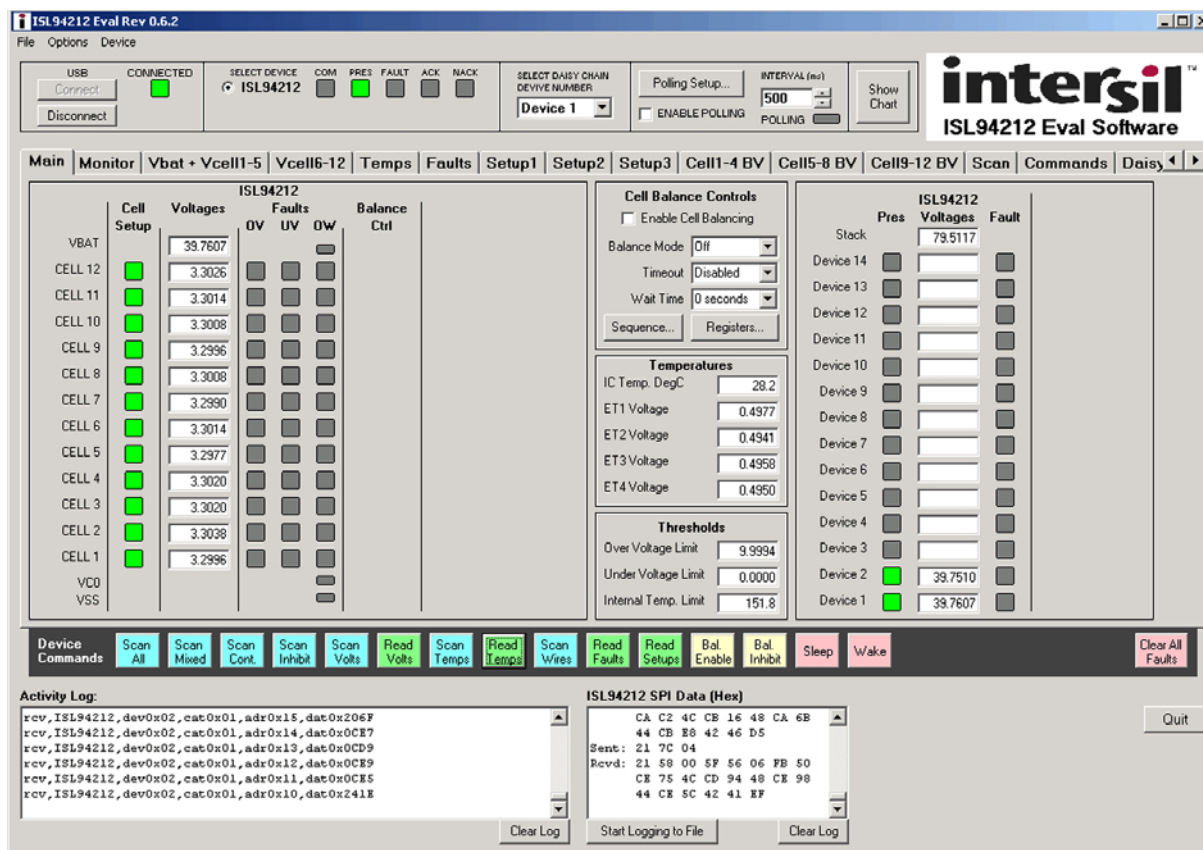 ISL94212 Eval Rev 0.6.2
File Options Device
USB
Connect
Disconnect
CONNECTED
SELECT DEVICE COM PRES FAULT ACK NACK
ISL94212
SELECT DAISY CHAIN
DEVIVE NUMBER
Device 1
Polling Setup...
ENABLE POLLING
INTERVAL (ms)
500
POLLING
Show
Chart
intersil™
ISL94212 Eval Software
Main Monitor Vbat + Vcell1-5 Vcell6-12 Temps Faults Setup1 Setup2 Setup3 Cell1-4 BV Cell5-8 BV Cell9-12 BV Scan Commands Daisy
ISL94212
Cell Setup Voltages Faults Balance Ctrl
OV UV OW
VBAT 39.7607
CELL 12 3.3026
CELL 11 3.3014
CELL 10 3.3008
CELL 9 3.2996
CELL 8 3.3008
CELL 7 3.2990
CELL 6 3.3014
CELL 5 3.2977
CELL 4 3.3020
CELL 3 3.3020
CELL 2 3.3038
CELL 1 3.2996
VC0
VSS
Cell Balance Controls
Enable Cell Balancing
Balance Mode Off
Timeout Disabled
Wait Time 0 seconds
Sequence... Registers...
Temperatures
IC Temp. DegC 28.2
ET1 Voltage 0.4977
ET2 Voltage 0.4941
ET3 Voltage 0.4958
ET4 Voltage 0.4950
Thresholds
Over Voltage Limit 9.9994
Under Voltage Limit 0.0000
Internal Temp. Limit 151.8
ISL94212
Pres Voltages Fault
Stack 79.5117
Device 14
Device 13
Device 12
Device 11
Device 10
Device 9
Device 8
Device 7
Device 6
Device 5
Device 4
Device 3
Device 2 39.7510
Device 1 39.7607
Device Commands
Scan All
Scan Mixed
Scan Cont.
Scan Inhibit
Scan Volts
Read Volts
Scan Temps
Read Temps
Scan Wires
Read Faults
Read Setups
Bal. Enable
Bal. Inhibit
Sleep
Wake
Clear All Faults
Activity Log:
rcv,ISL94212,dev0x02,cat0x01,adr0x15,dat0x206F
rcv,ISL94212,dev0x02,cat0x01,adr0x14,dat0x0CE7
rcv,ISL94212,dev0x02,cat0x01,adr0x13,dat0x0CD9
rcv,ISL94212,dev0x02,cat0x01,adr0x12,dat0x0CE9
rcv,ISL94212,dev0x02,cat0x01,adr0x11,dat0x0CE5
rcv,ISL94212,dev0x02,cat0x01,adr0x10,dat0x241E
Clear Log
ISL94212 SPI Data (Hex)
CA C2 4C CB 16 48 CA 6B
44 CB E8 42 46 D5
Sent: 21 7C 04
Rcvd: 21 58 00 5F 56 06 FB 50
CE 75 4C CD 94 48 CE 98
44 CE 5C 42 41 EF
Start Logging to File
Clear Log
Quit